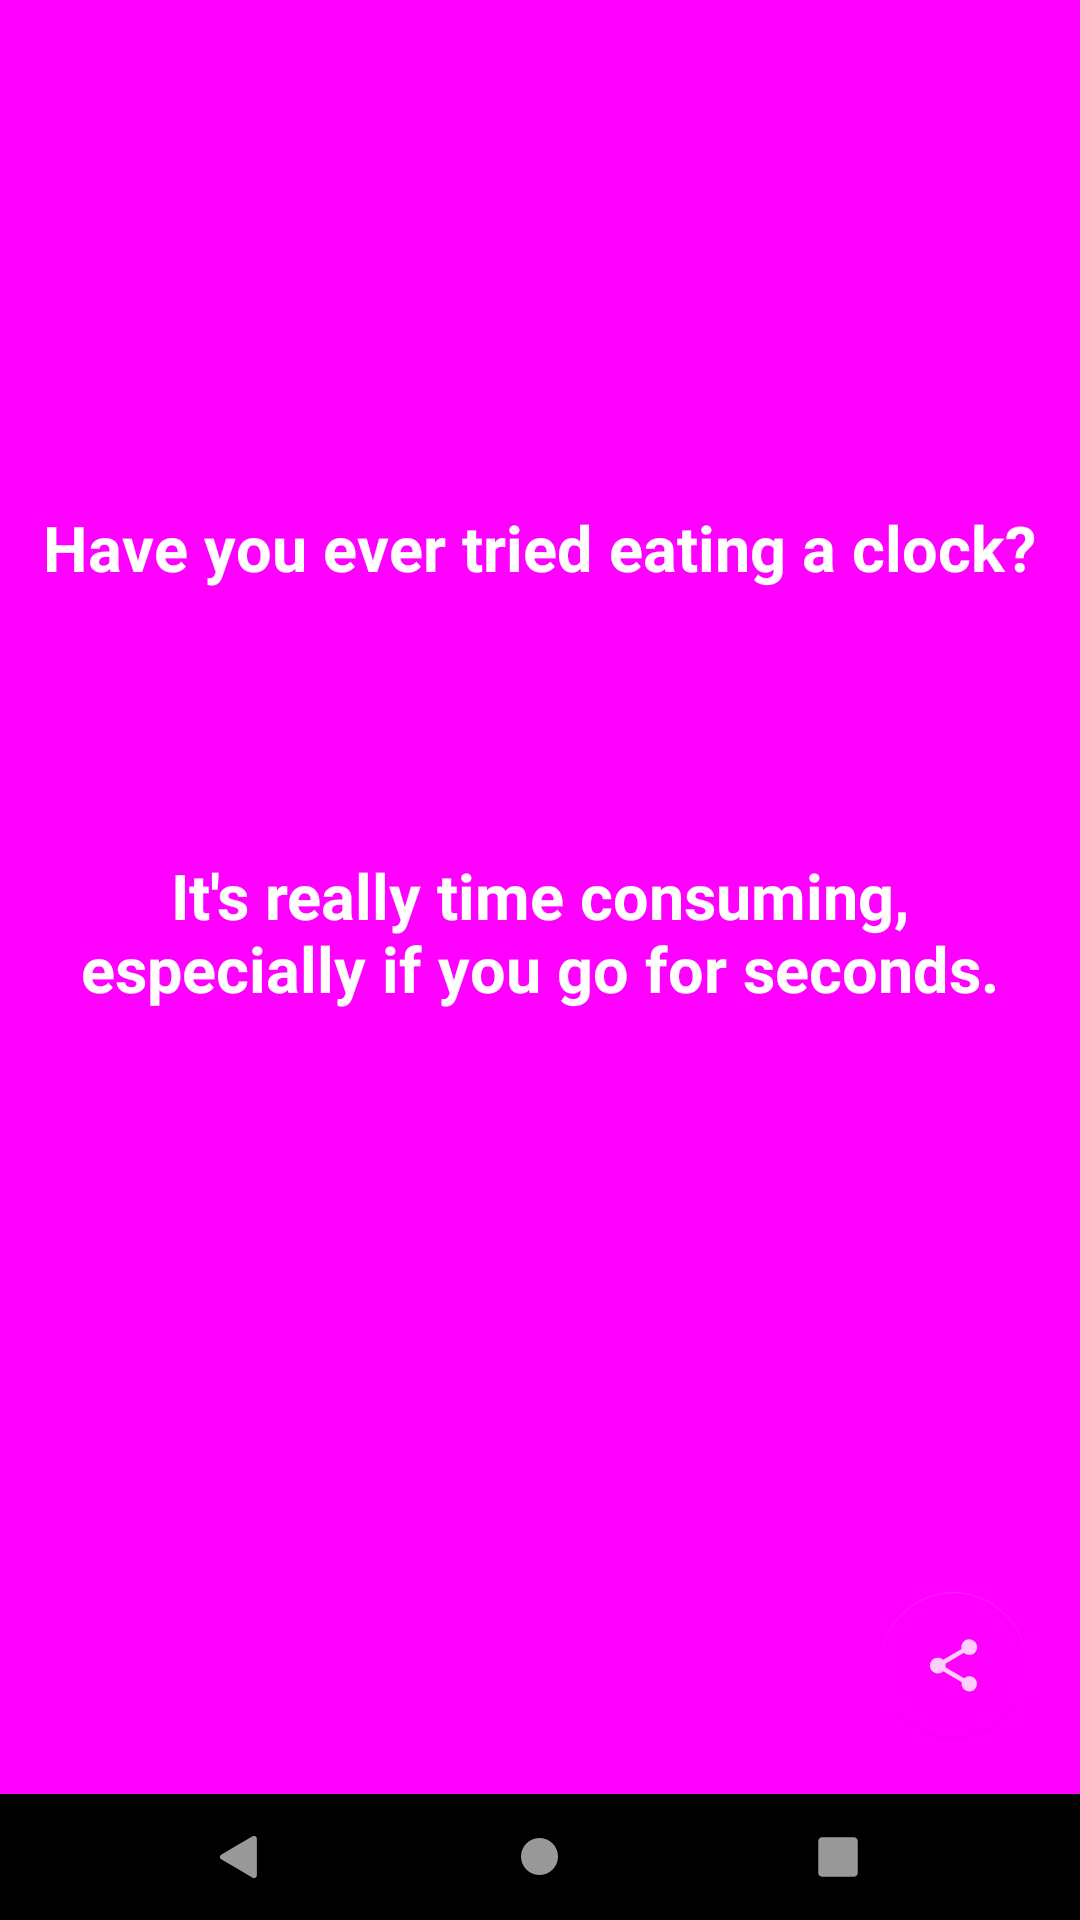 Have you ever tried eating a clock?
It's really time consuming,
especially if you go for seconds.